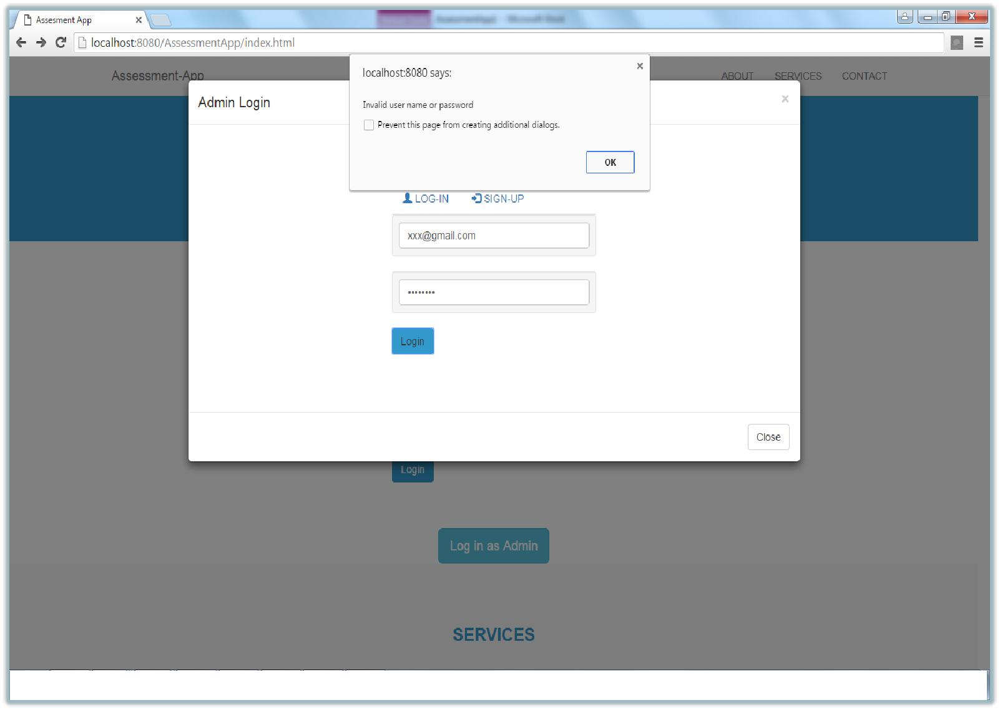 Assesment App
localhost:8080/AssessmentApp/index.html
Assessment-App
ABOUT SERVICES CONTACT
localhost:8080 says:
Invalid user name or password
Prevent this page from creating additional dialogs.
OK
Admin Login
LOG-IN SIGN-UP
xxx@gmail.com
••••••••
Login
Close
Login
Log in as Admin
SERVICES